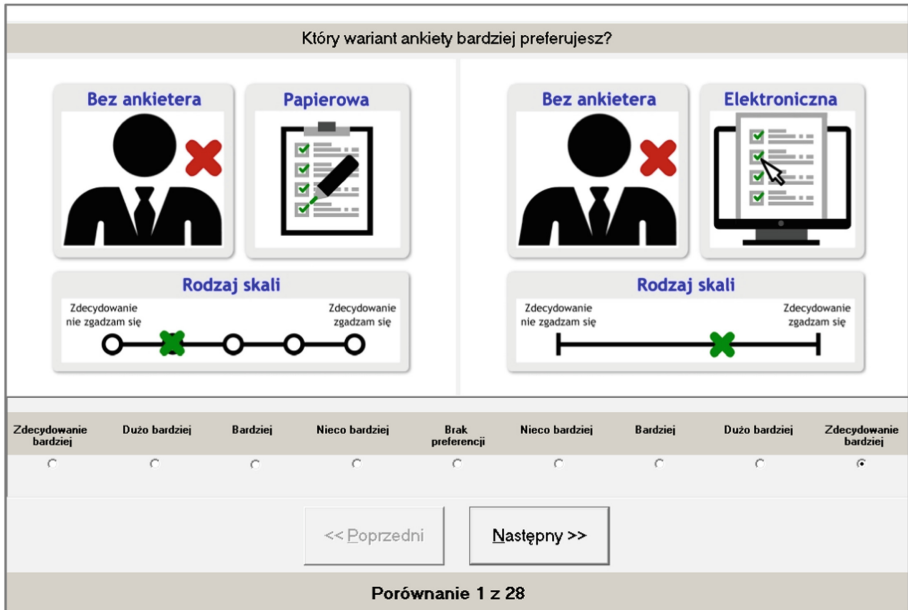 Który wariant ankiety bardziej preferujesz?
Bez ankietera
Papierowa
Rodzaj skali
Zdecydowanie
nie zgadzam się
Zdecydowanie
zgadzam się
Bez ankietera
Elektroniczna
Rodzaj skali
Zdecydowanie
nie zgadzam się
Zdecydowanie
zgadzam się
Zdecydowanie
bardziej
Dużo bardziej
Bardziej
Nieco bardziej
Brak
preferencji
Nieco bardziej
Bardziej
Dużo bardziej
Zdecydowanie
bardziej
<< Poprzedni
Następny >>
Porównanie 1 z 28